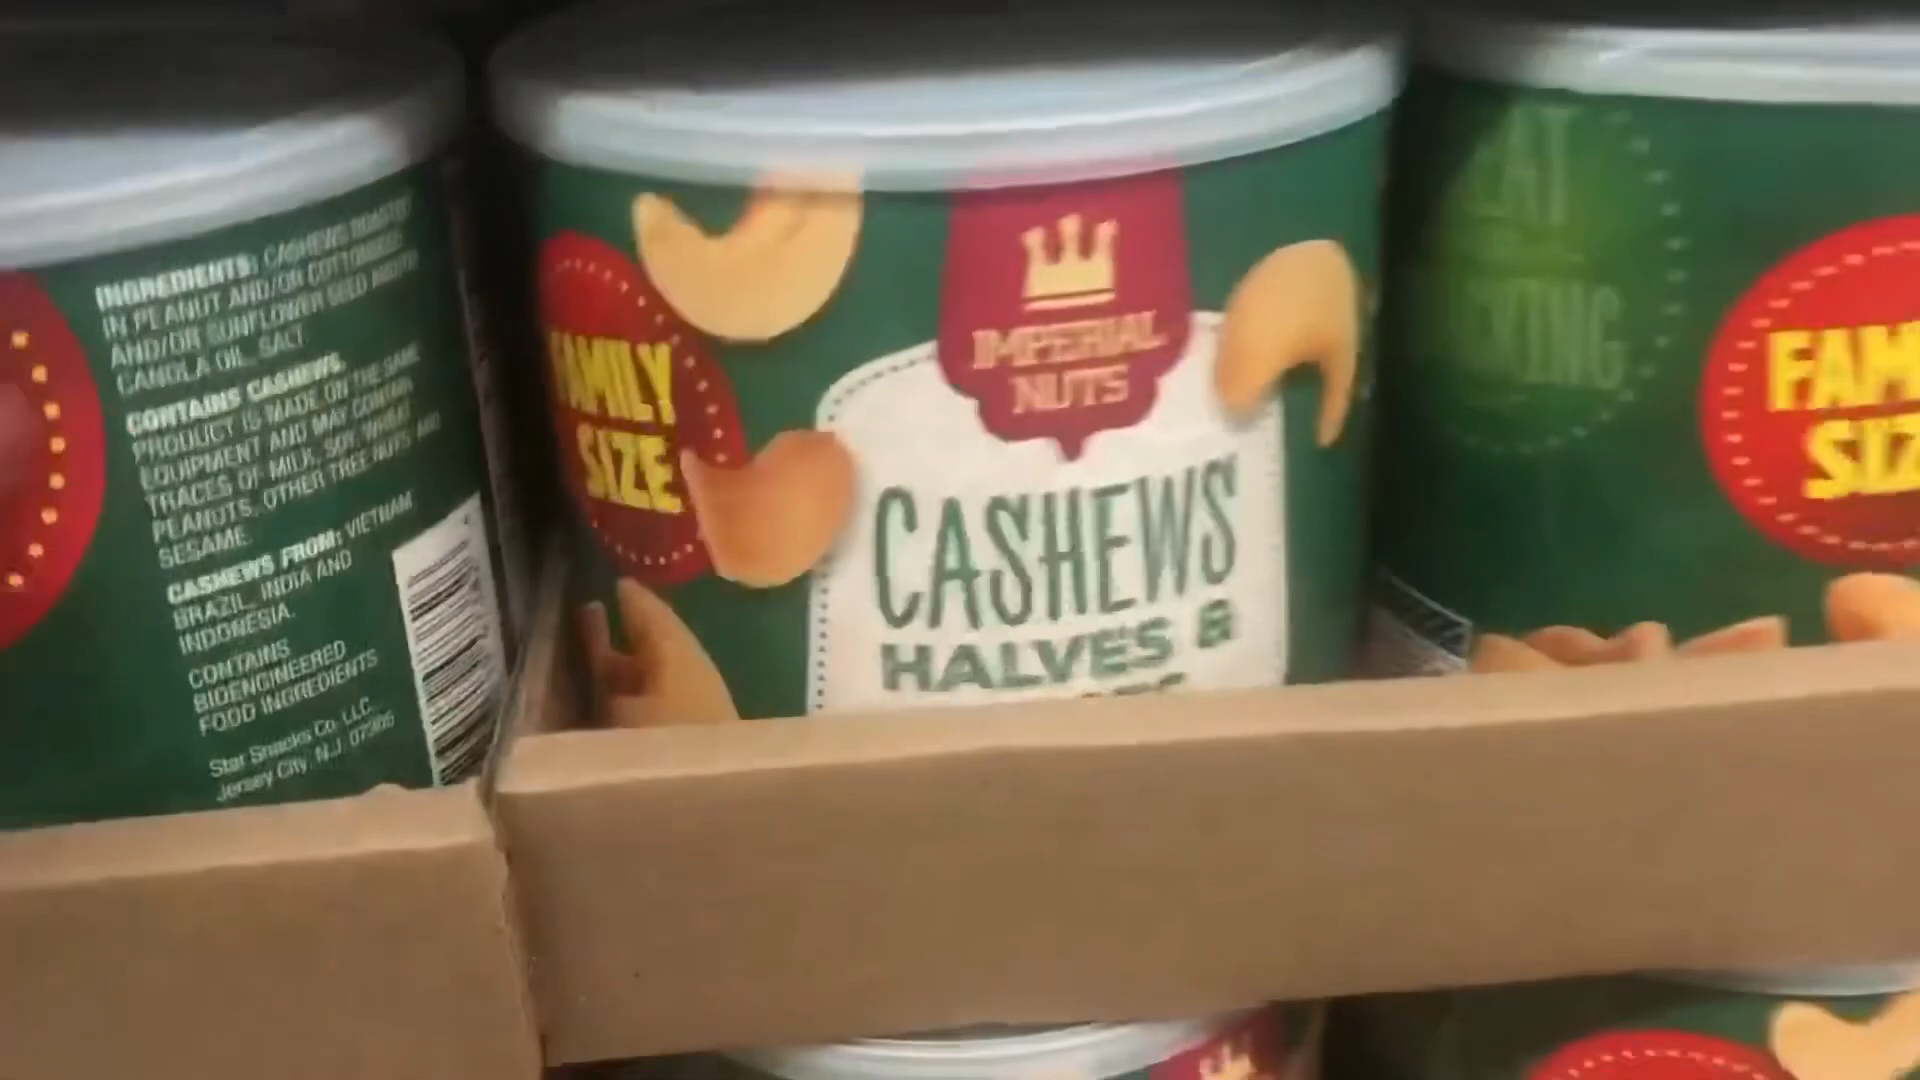 INGREDIENTS: CASHEWS ROASTED
IN PEANUT AND/OR COTTONSEED
AND/OR SUNFLOWER SEED AND/OR
CANOLA OIL, SALT.
CONTAINS CASHEWS.
PRODUCT IS MADE ON THE SAME
EQUIPMENT AND MAY CONTAIN
TRACES OF MILK, SOY, WHEAT,
PEANUTS, OTHER TREE NUTS AND
SESAME.
CASHEWS FROM: VIETNAM
BRAZIL, INDIA AND
INDONESIA.
CONTAINS
BIOENGINEERED
FOOD INGREDIENTS
Star Snacks Co. LLC
Jersey City, N.J. 07305
FAMILY
SIZE
IMPERIAL
NUTS
CASHEWS
HALVES &
FAM
SIZ